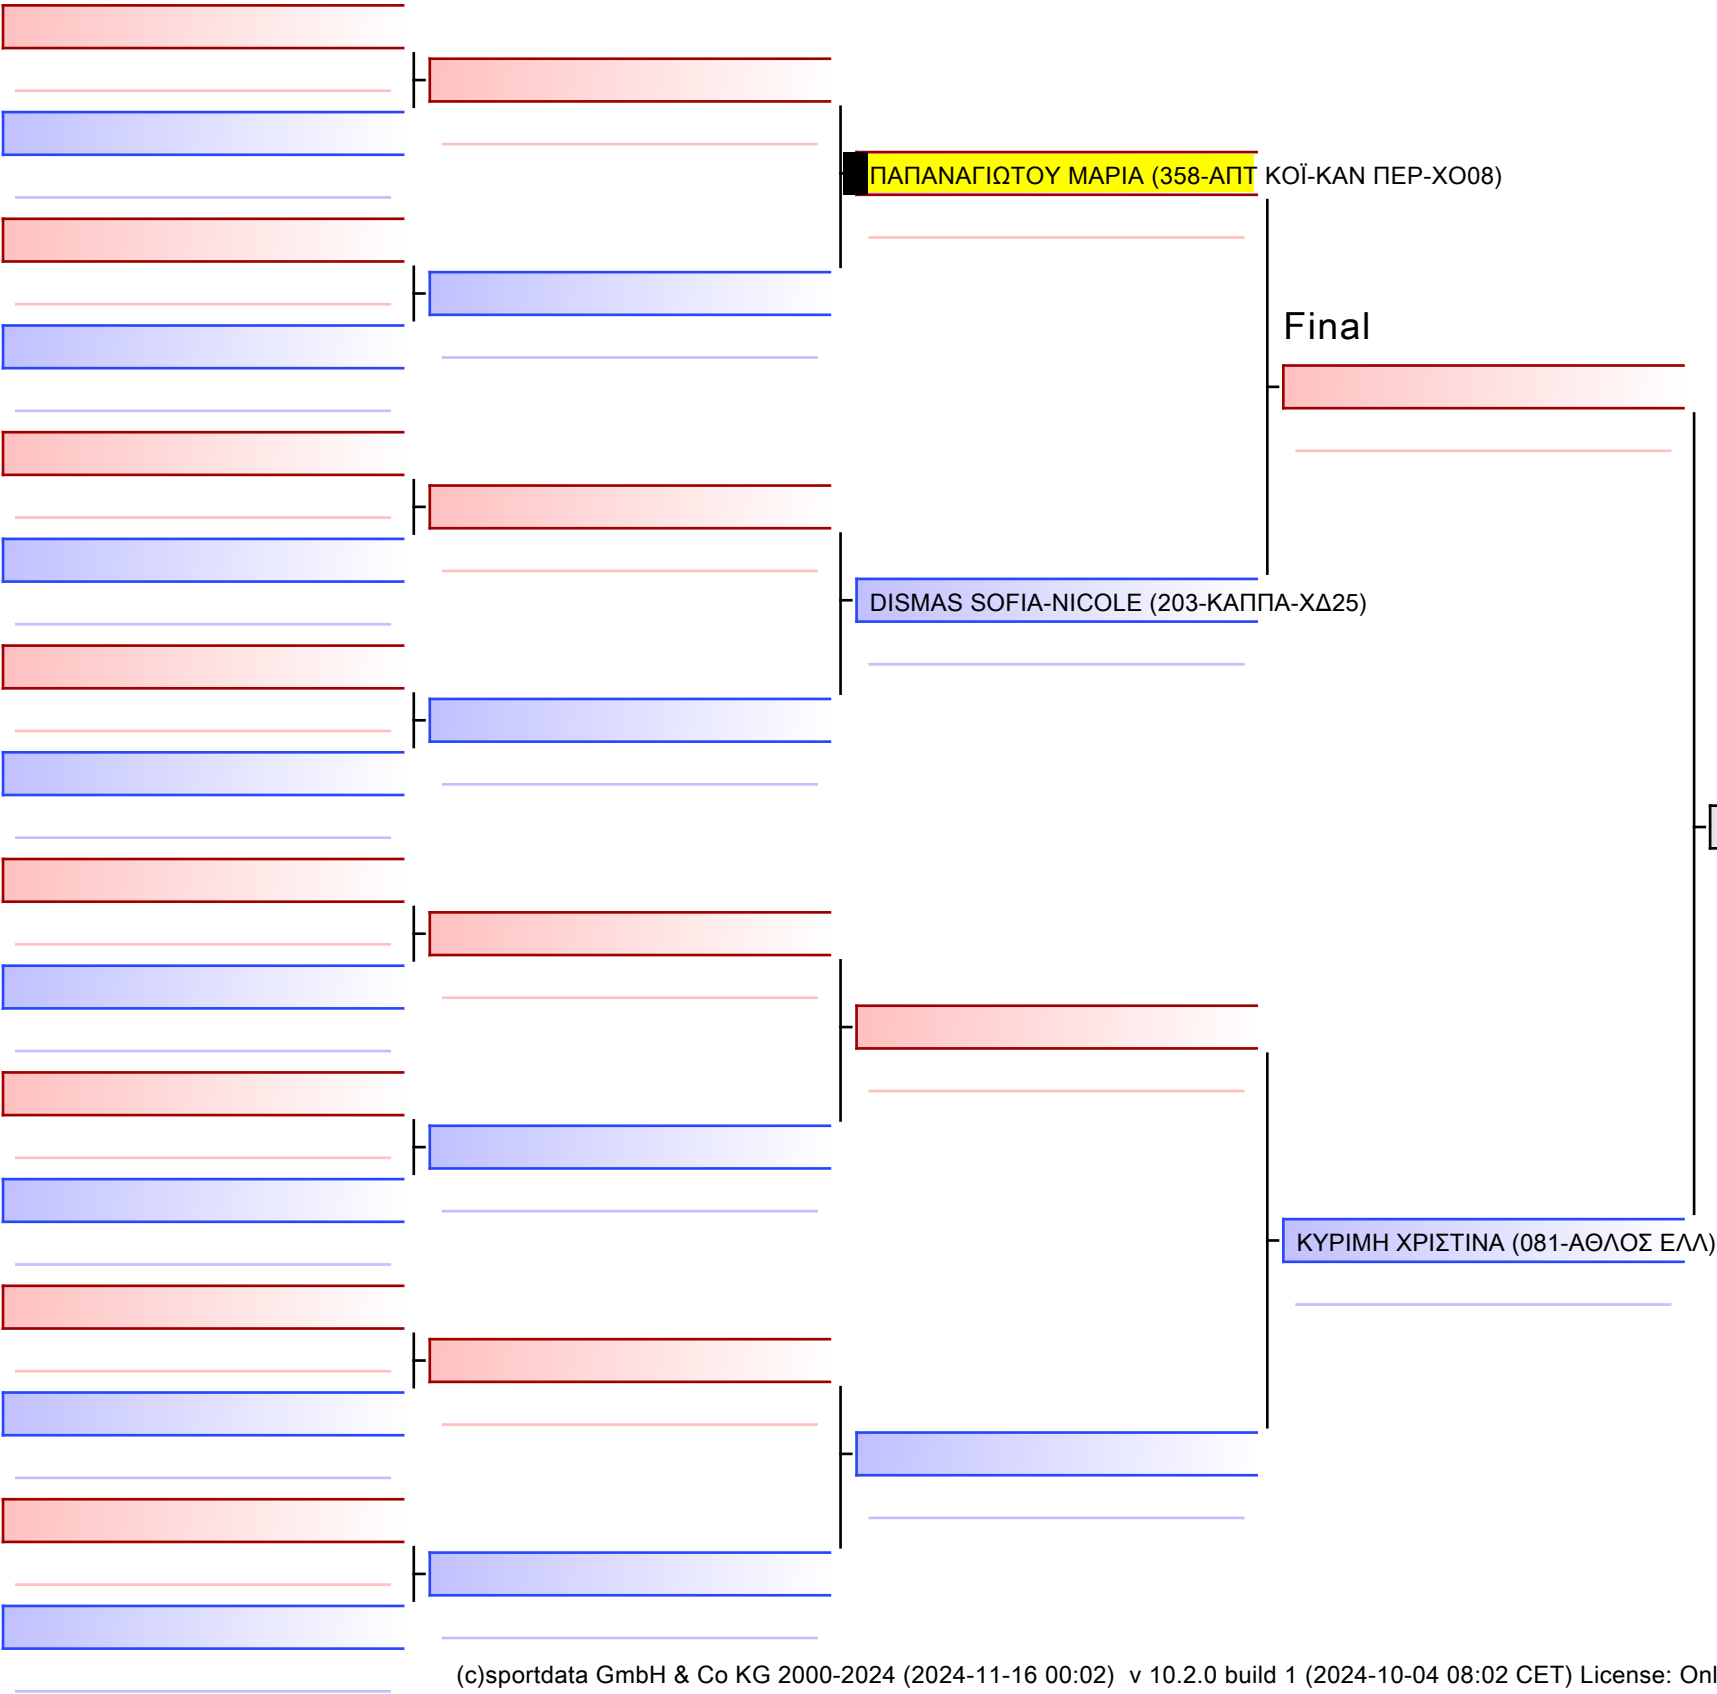 ΠΑΠΑΝΑΓΙΩΤΟΥ ΜΑΡΙΑ (358-ΑΠΤ ΚΟΪ-ΚΑΝ ΠΕΡ-ΧΟ08)
Final
DISMAS SOFIA-NICOLE (203-ΚΑΠΠΑ-ΧΔ25)
ΚΥΡΙΜΗ ΧΡΙΣΤΙΝΑ (081-ΑΘΛΟΣ ΕΛΛ)
(c)sportdata GmbH & Co KG 2000-2024 (2024-11-16 00:02) v 10.2.0 build 1 (2024-10-04 08:02 CET) License: Onl